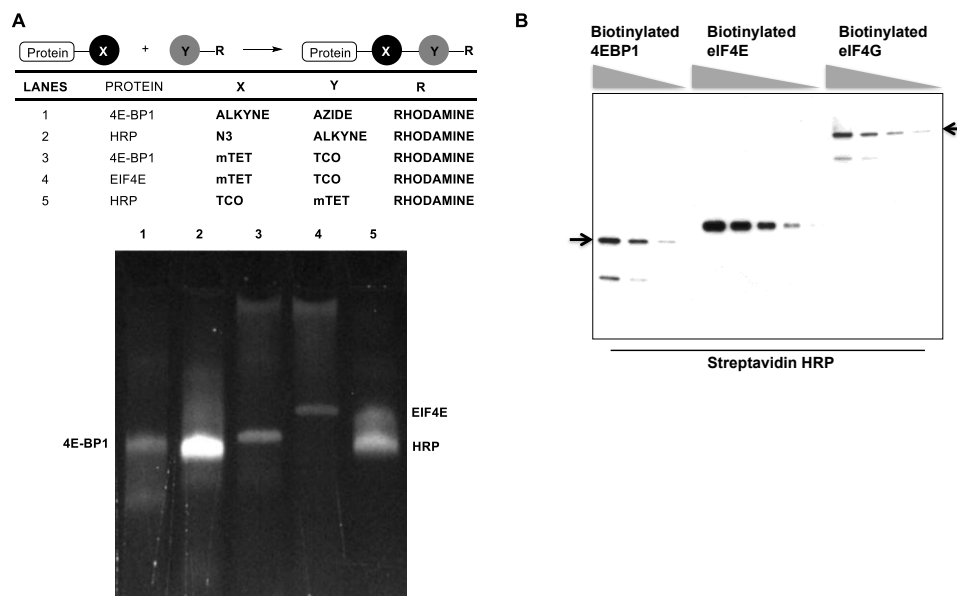 A
Protein X + Y R Protein X Y R
LANES PROTEIN X Y R
1 4E-BP1 ALKYNE AZIDE RHODAMINE
2 HRP N3 ALKYNE RHODAMINE
3 4E-BP1 mTET TCO RHODAMINE
4 EIF4E mTET TCO RHODAMINE
5 HRP TCO mTET RHODAMINE
1 2 3 4 5
EIF4E
4E-BP1
HRP
B
Biotinylated Biotinylated Biotinylated
4EBP1 eIF4E eIF4G
Streptavidin HRP